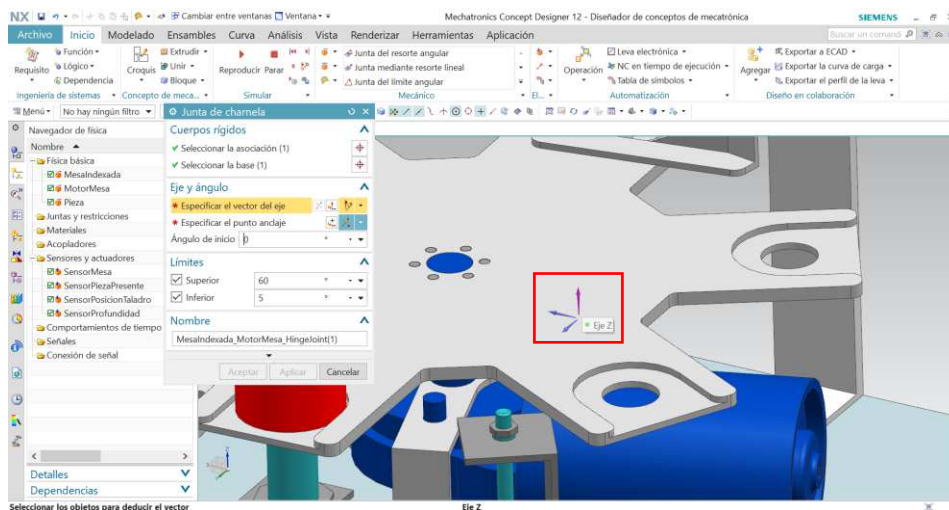 NX Cambiar entre ventanas Ventana Mechatronics Concept Designer 12 - Diseñador de conceptos de mecatrónica SIEMENS
Archivo Inicio Modelado Ensambles Curva Análisis Vista Renderizar Herramientas Aplicación Buscar un comando
Función Extrudir Junta del resorte angular Leva electrónica Exportar a ECAD
Requisito Lógico Croquis Unir Reproducir Parar Junta mediante resorte lineal Operación NC en tiempo de ejecución Agregar Exportar la curva de carga
Dependencia Bloque Junta del límite angular Tabla de símbolos Exportar el perfil de la leva
Ingeniería de sistemas Concepto de meca... Simular Mecánico El... Automatización Diseño en colaboración
Menú No hay ningún filtro Junta de charnela
Navegador de física Cuerpos rígidos
Nombre Seleccionar la asociación (1)
Física básica Seleccionar la base (1)
MesaIndexada
MotorMesa Eje y ángulo
Pieza Especificar el vector del eje
Juntas y restricciones Especificar el punto anclaje
Materiales Ángulo de inicio 0 °
Acopladores
Sensores y actuadores Límites
SensorMesa Superior 60 °
SensorPiezaPresente Inferior 5 °
SensorPosicionTaladro
SensorProfundidad Nombre
Comportamientos de tiempo MesaIndexada_MotorMesa_HingeJoint(1)
Señales
Conexión de señal Aceptar Aplicar Cancelar
Eje Z
Detalles
Dependencias
Seleccionar los objetos para deducir el vector Eje Z